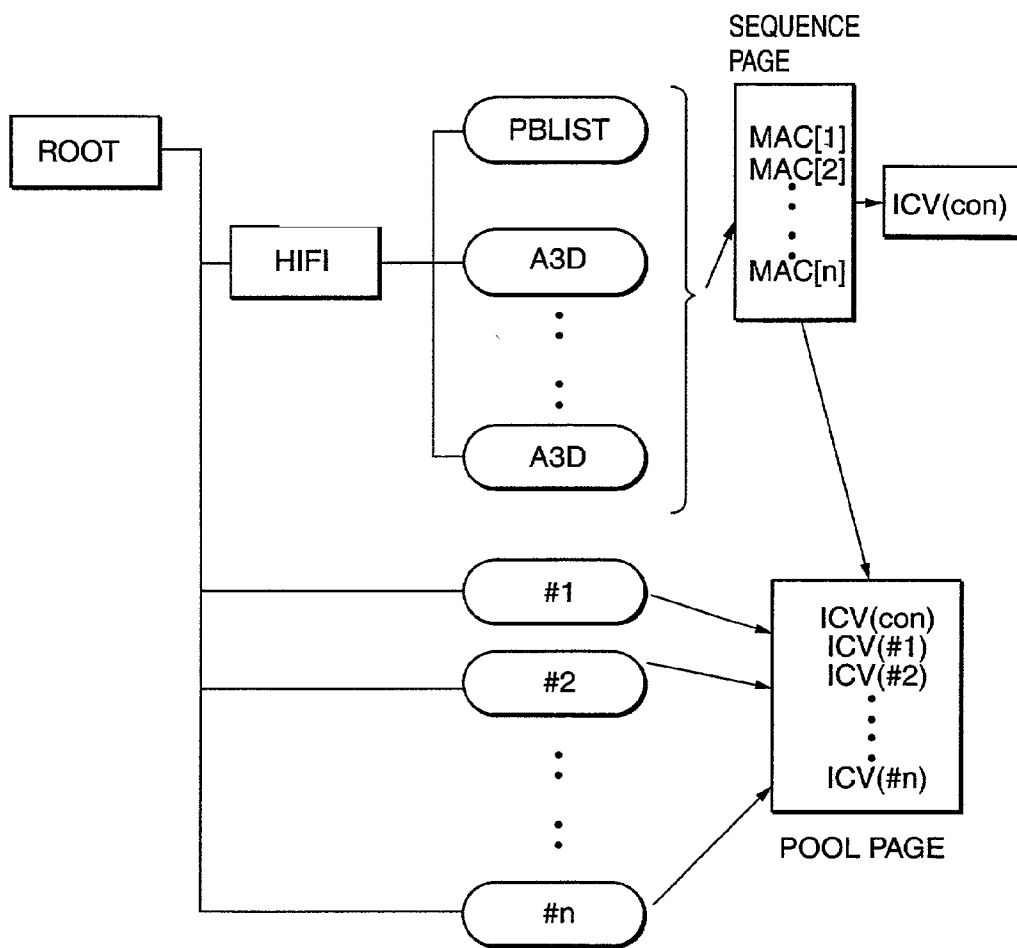 SEQUENCE
PAGE
ROOT
PBLIST
MAC[1]
MAC[2]
MAC[n]
ICV(con)
HIFI
A3D
A3D
#1
#2
#n
ICV(con)
ICV(#1)
ICV(#2)
ICV(#n)
POOL PAGE